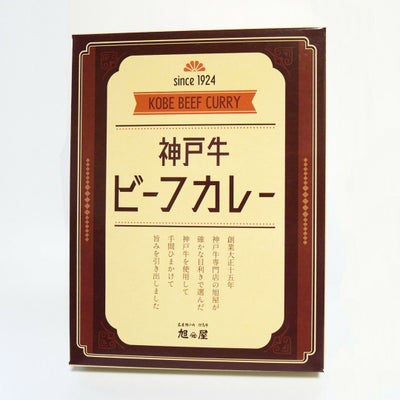 since 1924
KOBE BEEF CURRY
神戸牛
ビーフカレー
創業大正十五年
神戸牛専門店の旭屋が
確かな目利きで選んだ
神戸牛を使用して
手間ひまかけて
旨みを引き出しました
旭屋